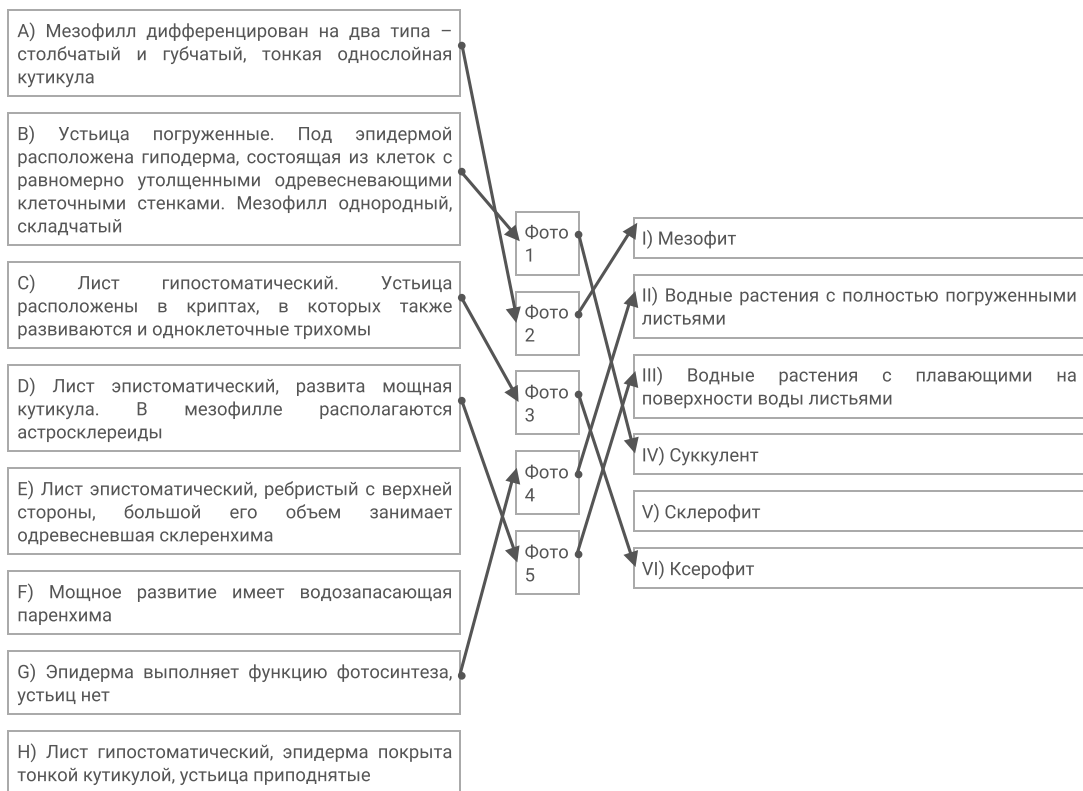 A) Мезофилл дифференцирован на два типа –
столбчатый и губчатый, тонкая однослойная
кутикула
B) Устьица погруженные. Под эпидермой
расположена гиподерма, состоящая из клеток с
равномерно утолщенными одревесневающими
клеточными стенками. Мезофилл однородный,
складчатый
C) Лист гипостоматический. Устьица
расположены в криптах, в которых также
развиваются и одноклеточные трихомы
D) Лист эпистоматический, развита мощная
кутикула. В мезофилле располагаются
астросклереиды
E) Лист эпистоматический, ребристый с верхней
стороны, большой его объем занимает
одревесневшая склеренхима
F) Мощное развитие имеет водозапасающая
паренхима
G) Эпидерма выполняет функцию фотосинтеза,
устьиц нет
H) Лист гипостоматический, эпидерма покрыта
тонкой кутикулой, устьица приподнятые
Фото
1
Фото
2
Фото
3
Фото
4
Фото
5
I) Мезофит
II) Водные растения с полностью погруженными
листьями
III) Водные растения с плавающими на
поверхности воды листьями
IV) Суккулент
V) Склерофит
VI) Ксерофит